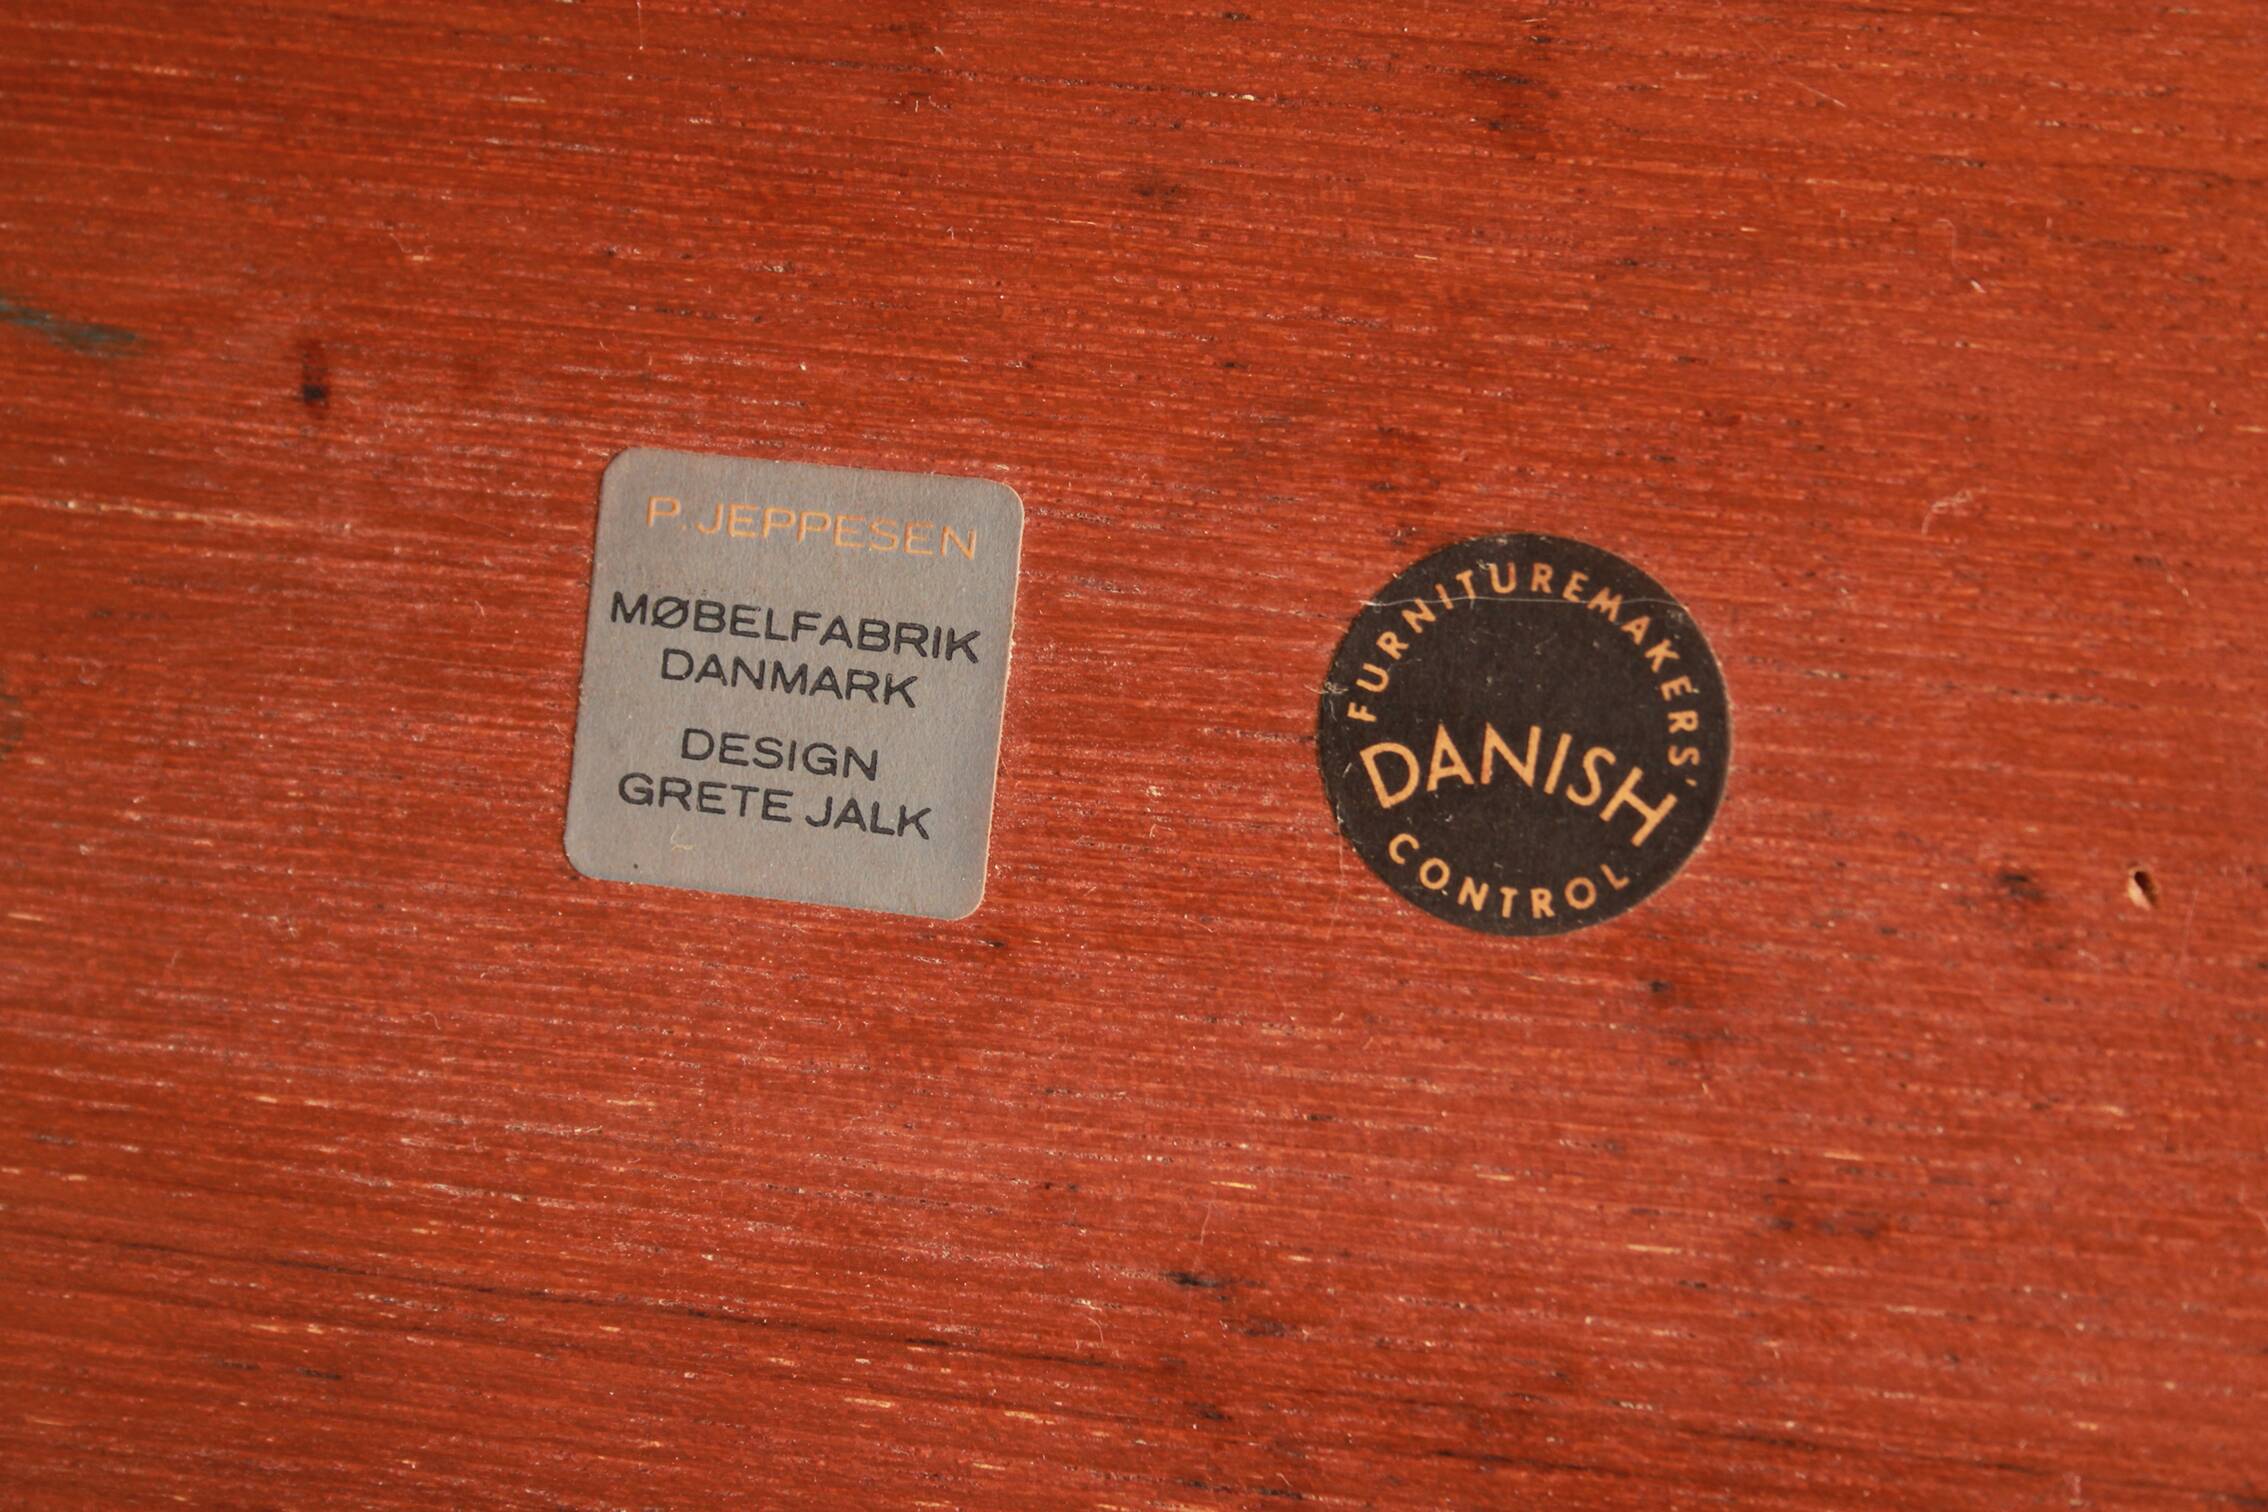 P. JEPPESEN
MØBELFABRIK
DANMARK
DESIGN
GRETE JALK
FURNITUREMAKERS'
DANISH
CONTROL